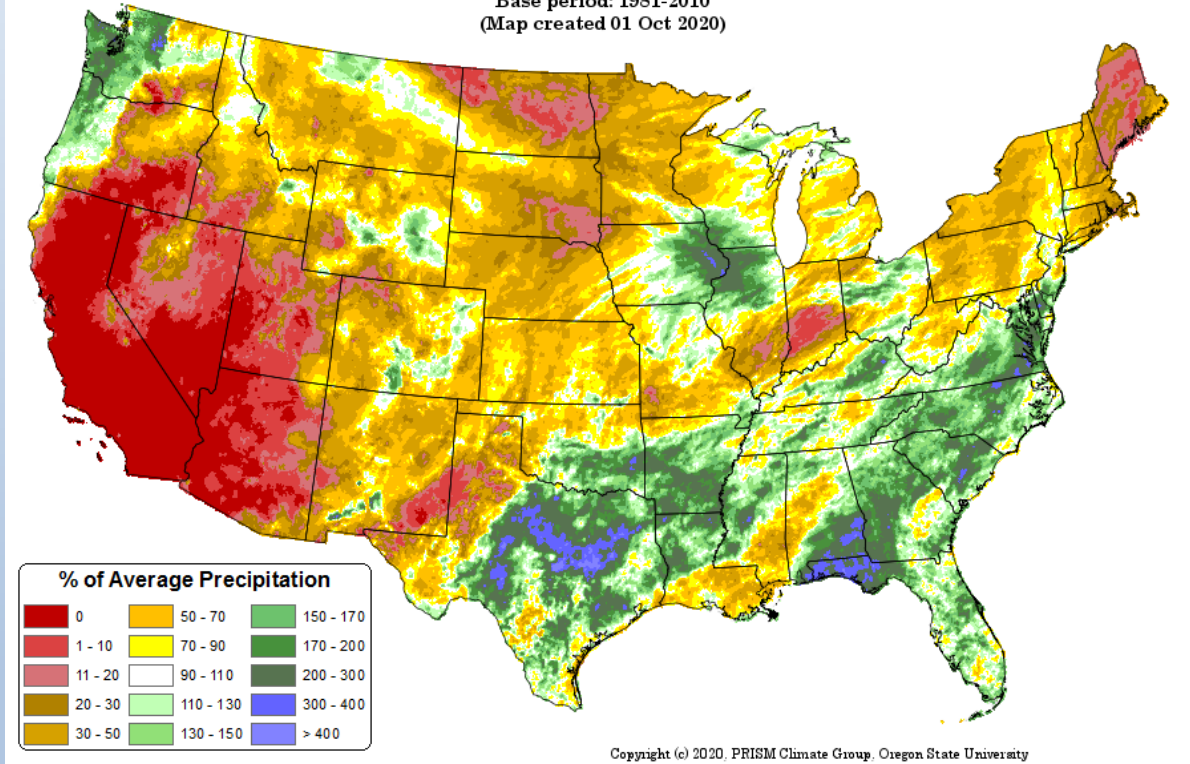 Base period: 1981-2010
(Map created 01 Oct 2020)
% of Average Precipitation
0
1 - 10
11 - 20
20 - 30
30 - 50
50 - 70
70 - 90
90 - 110
110 - 130
130 - 150
150 - 170
170 - 200
200 - 300
300 - 400
> 400
Copyright (c) 2020, PRISM Climate Group, Oregon State University